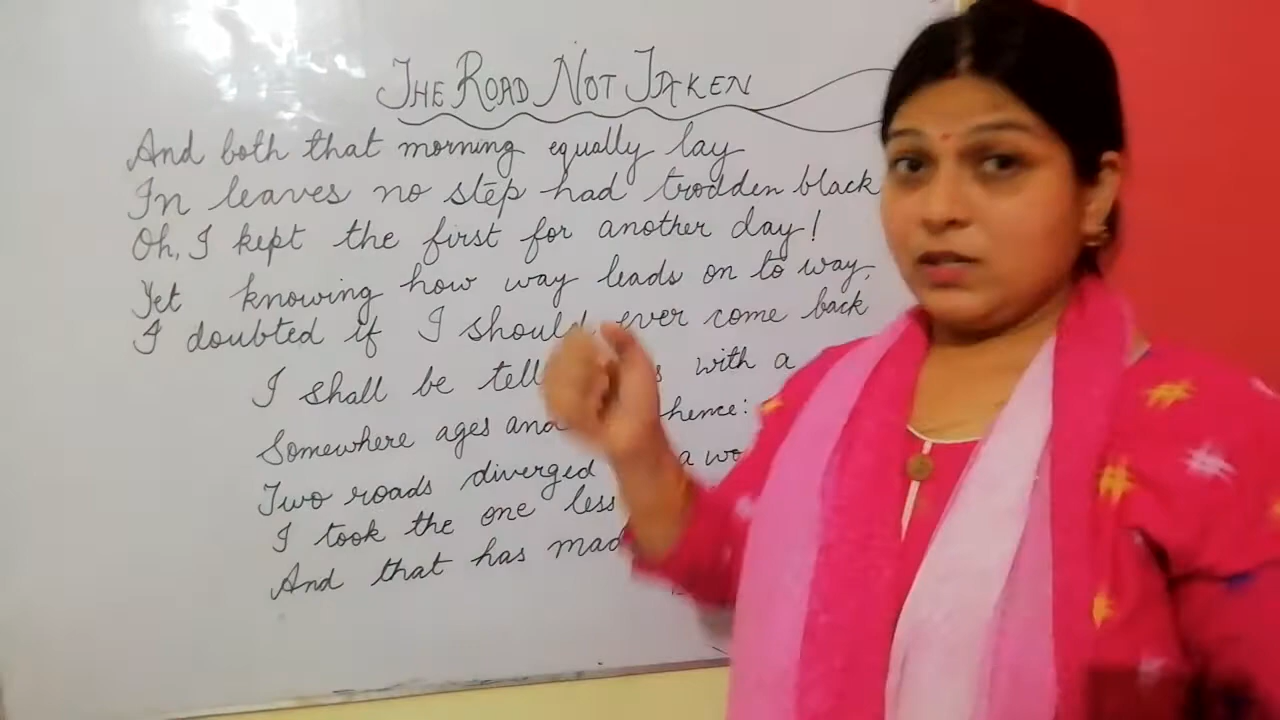 THE ROAD NOT TAKEN
And both that morning equally lay
In leaves no step had trodden black
Oh, I kept the first for another day!
Yet knowing how way leads on to way,
I doubted if I should ever come back
I shall be tell with a
Somewhere ages and hence:
Two roads diverged a wo
I took the one less
And that has mad